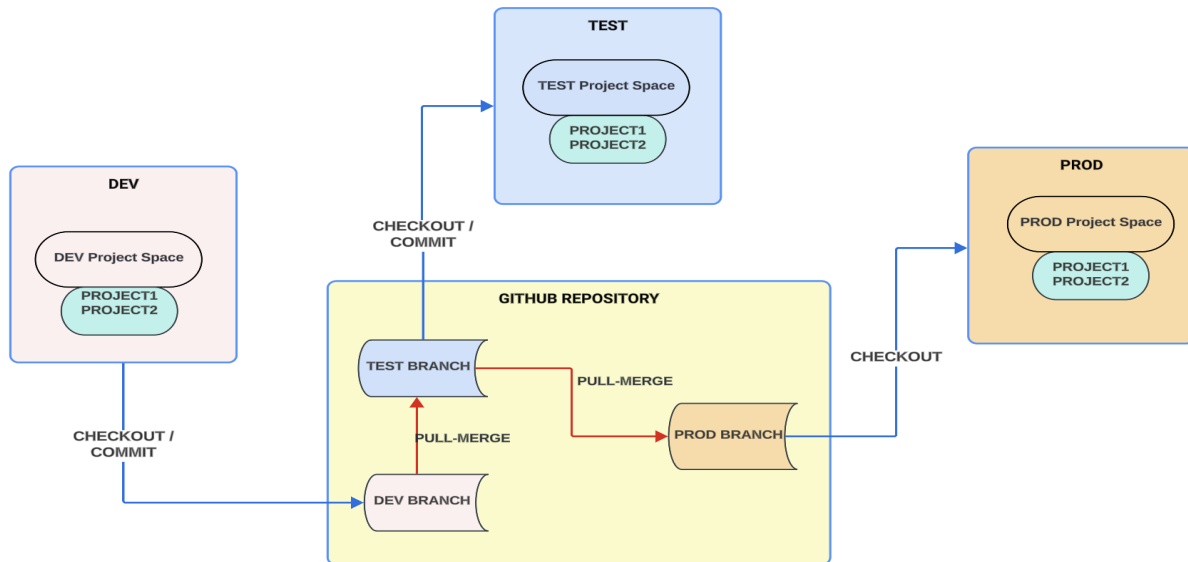 TEST
TEST Project Space
PROJECT1
PROJECT2
DEV
DEV Project Space
PROJECT1
PROJECT2
PROD
PROD Project Space
PROJECT1
PROJECT2
CHECKOUT /
COMMIT
CHECKOUT /
COMMIT
CHECKOUT
GITHUB REPOSITORY
TEST BRANCH
PULL-MERGE
PULL-MERGE
PROD BRANCH
DEV BRANCH